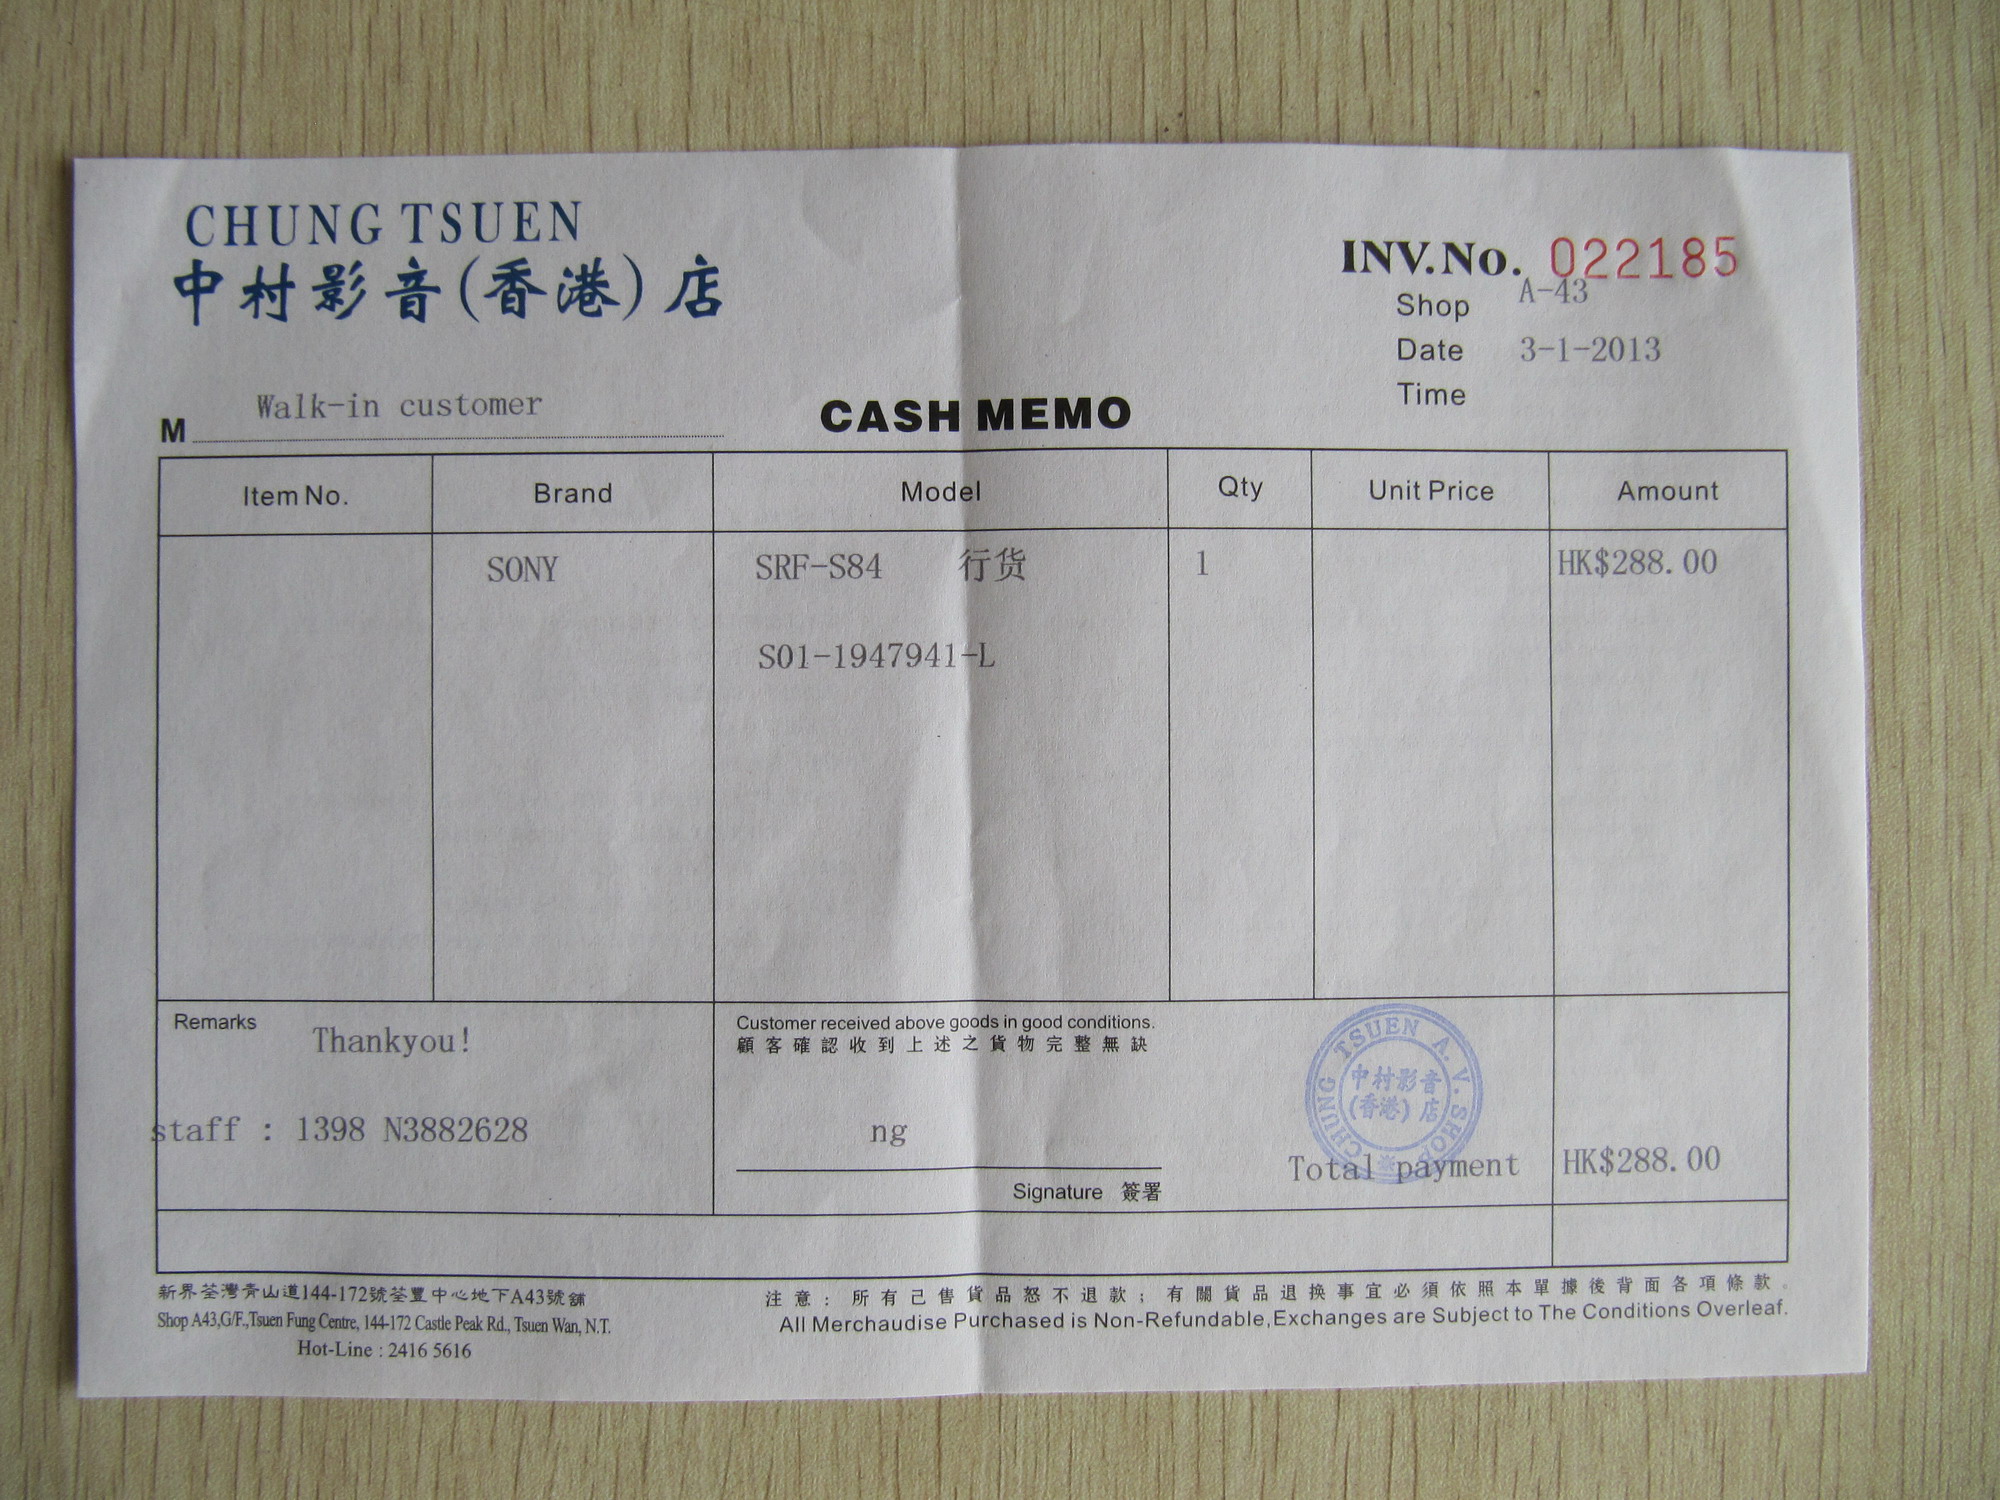 CHUNG TSUEN
中村影音(香港)店
INV.No. 022185
Shop A-43
Date 3-1-2013
Time
M Walk-in customer
CASH MEMO
Item No. Brand Model Qty Unit Price Amount
SONY SRF-S84 行货 1 HK$288.00
S01-1947941-L
Remarks Thankyou!
staff : 1398 N3882628
Customer received above goods in good conditions.
顧客確認收到上述之貨物完整無缺
ng
Signature 簽署
CHUNG TSUEN A.V. SHOP
中村影音
(香港)店
Total payment HK$288.00
新界荃灣青山道144-172號荃豐中心地下A43號舖
Shop A43,G/F.,Tsuen Fung Centre, 144-172 Castle Peak Rd., Tsuen Wan, N.T.
Hot-Line : 2416 5616
注意：所有己售貨品怒不退款；有關貨品退換事宜必須依照本單據後背面各項條款。
All Merchaudise Purchased is Non-Refundable,Exchanges are Subject to The Conditions Overleaf.